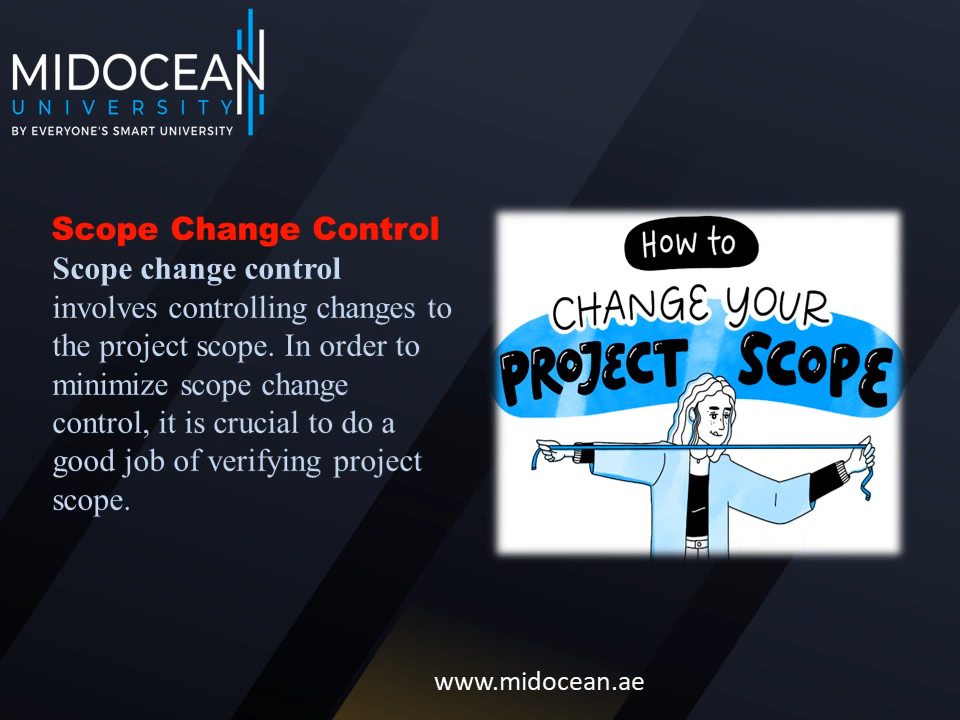 MIDOCEAN
UNIVERSITY
BY EVERYONE'S SMART UNIVERSITY
Scope Change Control
Scope change control
involves controlling changes to
the project scope. In order to
minimize scope change
control, it is crucial to do a
good job of verifying project
scope.
HOW to
CHANGE YOUR
PROJECT SCOPE
www.midocean.ae